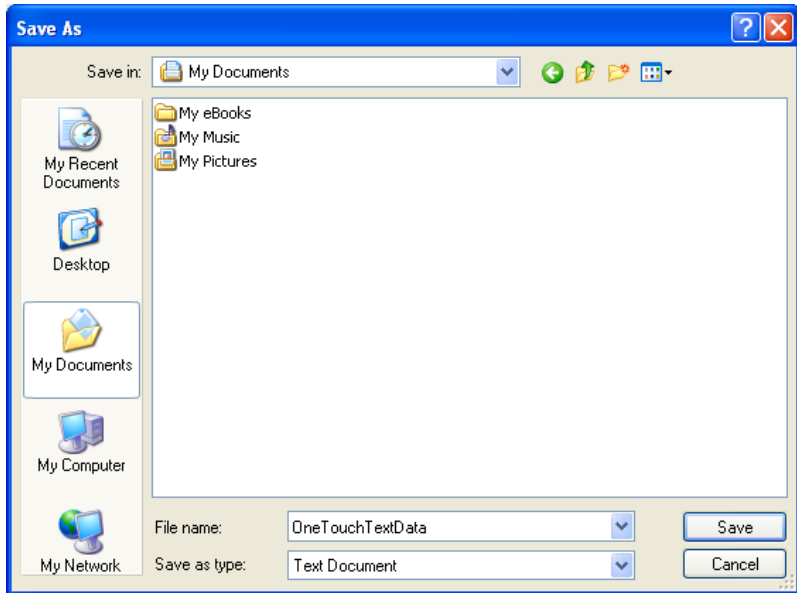 Save As
Save in: My Documents
My eBooks
My Music
My Pictures
My Recent
Documents
Desktop
My Documents
My Computer
My Network
File name: OneTouchTextData Save
Save as type: Text Document Cancel